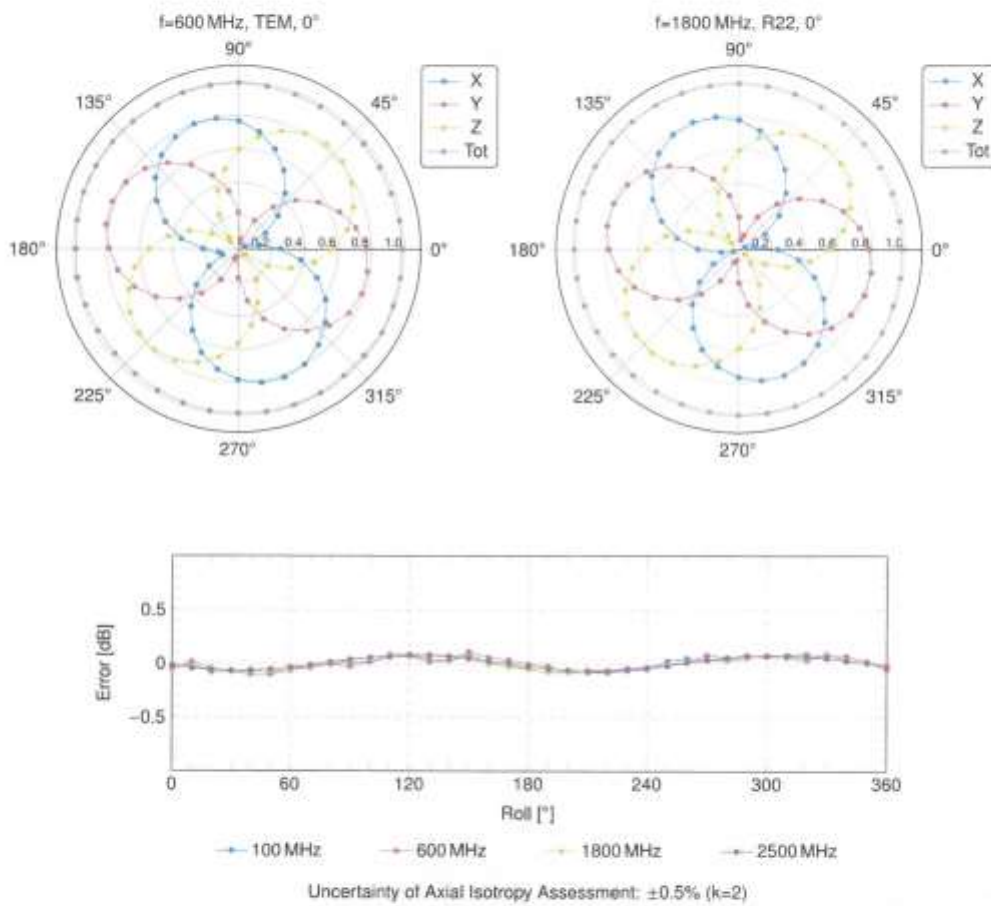 f=600 MHz, TEM, 0°
f=1800 MHz, R22, 0°
90°
135°
45°
180°
0°
225°
315°
270°
0.2 0.4 0.6 0.8 1.0
X
Y
Z
Tot
90°
135°
45°
180°
0°
225°
315°
270°
0.2 0.4 0.6 0.8 1.0
X
Y
Z
Tot
Error [dB]
0.5
0
−0.5
0 60 120 180 240 300 360
Roll [°]
100 MHz 600 MHz 1800 MHz 2500 MHz
Uncertainty of Axial Isotropy Assessment: ±0.5% (k=2)